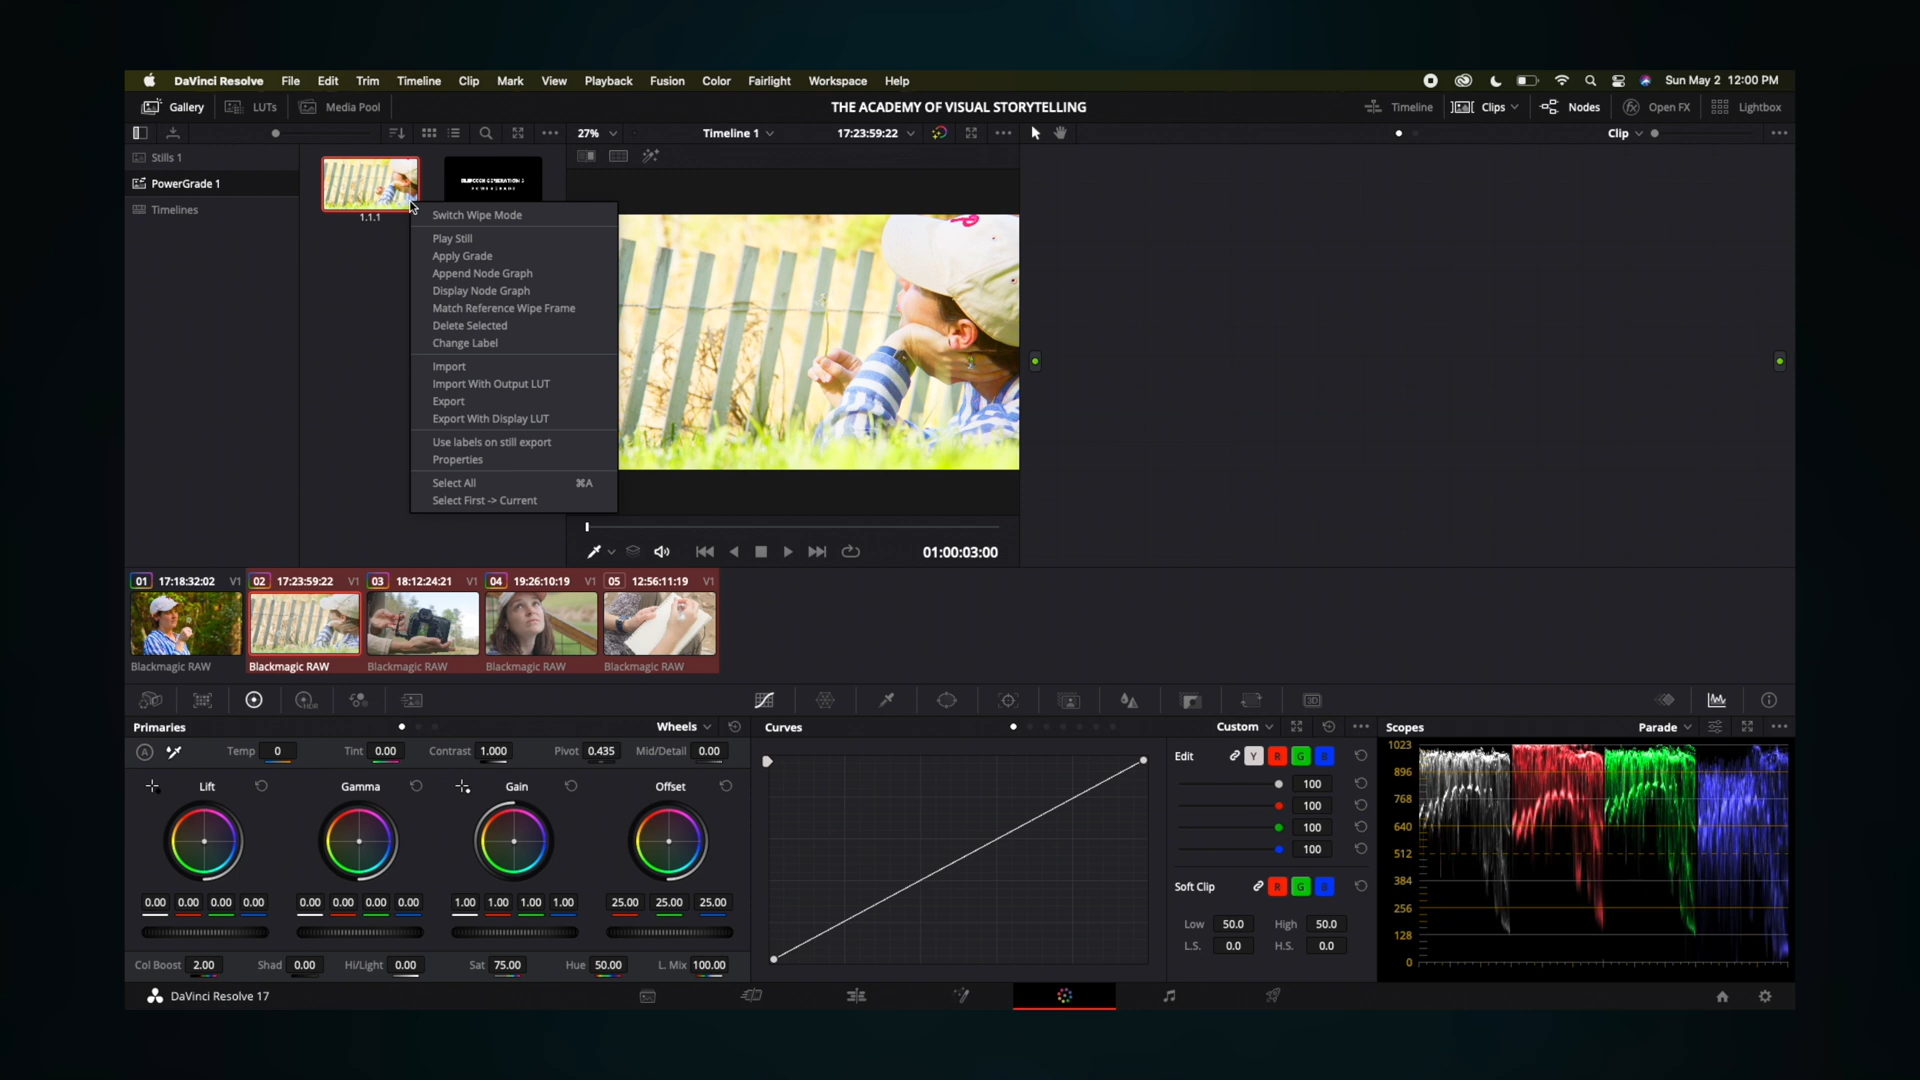 DaVinci Resolve File Edit Trim Timeline Clip Mark View Playback Fusion Color Fairlight Workspace Help Sun May 2 12:00 PM
Gallery LUTs Media Pool THE ACADEMY OF VISUAL STORYTELLING Timeline Clips Nodes Open FX Lightbox
27% Timeline 1 17:23:59:22 Clip
Stills 1
PowerGrade 1
Timelines
1.1.1
Switch Wipe Mode
Play Still
Apply Grade
Append Node Graph
Display Node Graph
Match Reference Wipe Frame
Delete Selected
Change Label
Import
Import With Output LUT
Export
Export With Display LUT
Use labels on still export
Properties
Select All ⌘A
Select First -> Current
01:00:03:00
01 17:18:32:02 V1 02 17:23:59:22 V1 03 18:12:24:21 V1 04 19:26:10:19 V1 05 12:56:11:19 V1
Blackmagic RAW Blackmagic RAW Blackmagic RAW Blackmagic RAW Blackmagic RAW
HDR 3D
Primaries Wheels Curves Custom Scopes Parade
A Temp 0 Tint 0.00 Contrast 1.000 Pivot 0.435 Mid/Detail 0.00
Lift Gamma Gain Offset
0.00 0.00 0.00 0.00 0.00 0.00 0.00 0.00 1.00 1.00 1.00 1.00 25.00 25.00 25.00
Col Boost 2.00 Shad 0.00 Hi/Light 0.00 Sat 75.00 Hue 50.00 L. Mix 100.00
Edit Y R G B
100
100
100
100
Soft Clip R G B
Low 50.0 High 50.0
L.S. 0.0 H.S. 0.0
1023
896
768
640
512
384
256
128
0
DaVinci Resolve 17